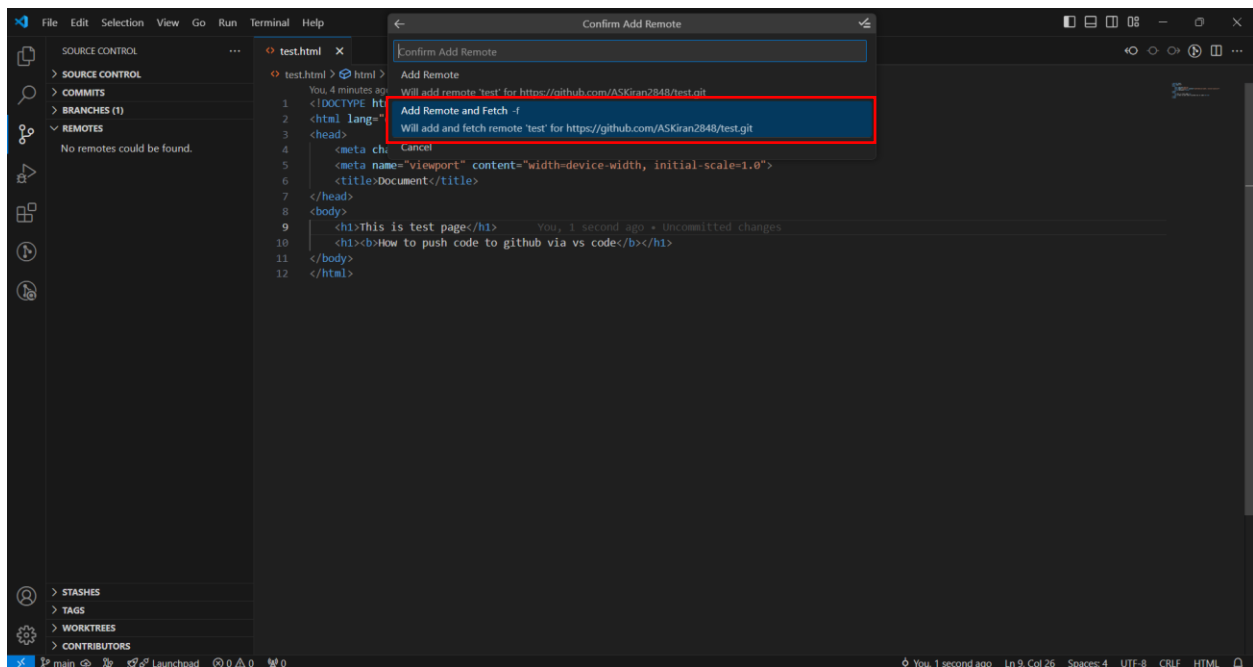 File Edit Selection View Go Run Terminal Help
Confirm Add Remote
Confirm Add Remote
Add Remote
Will add remote 'test' for https://github.com/ASKiran2848/test.git
Add Remote and Fetch -f
Will add and fetch remote 'test' for https://github.com/ASKiran2848/test.git
Cancel
SOURCE CONTROL ...
> SOURCE CONTROL
> COMMITS
> BRANCHES (1)
REMOTES
No remotes could be found.
<> test.html X
<> test.html > html >
You, 4 minutes ago
1 <!DOCTYPE
2 <html lang="
3 <head>
4 <meta
5 <meta name="viewport" content="width=device-width, initial-scale=1.0">
6 <title>Document</title>
7 </head>
8 <body>
9 <h1>This is test page</h1> You, 1 second ago • Uncommitted changes
10 <h1><b>How to push code to github via vs code</b></h1>
11 </body>
12 </html>
> STASHES
> TAGS
> WORKTREES
> CONTRIBUTORS
main Launchpad 0 0 0 You, 1 second ago Ln 9, Col 26 Spaces: 4 UTF-8 CRLF HTML